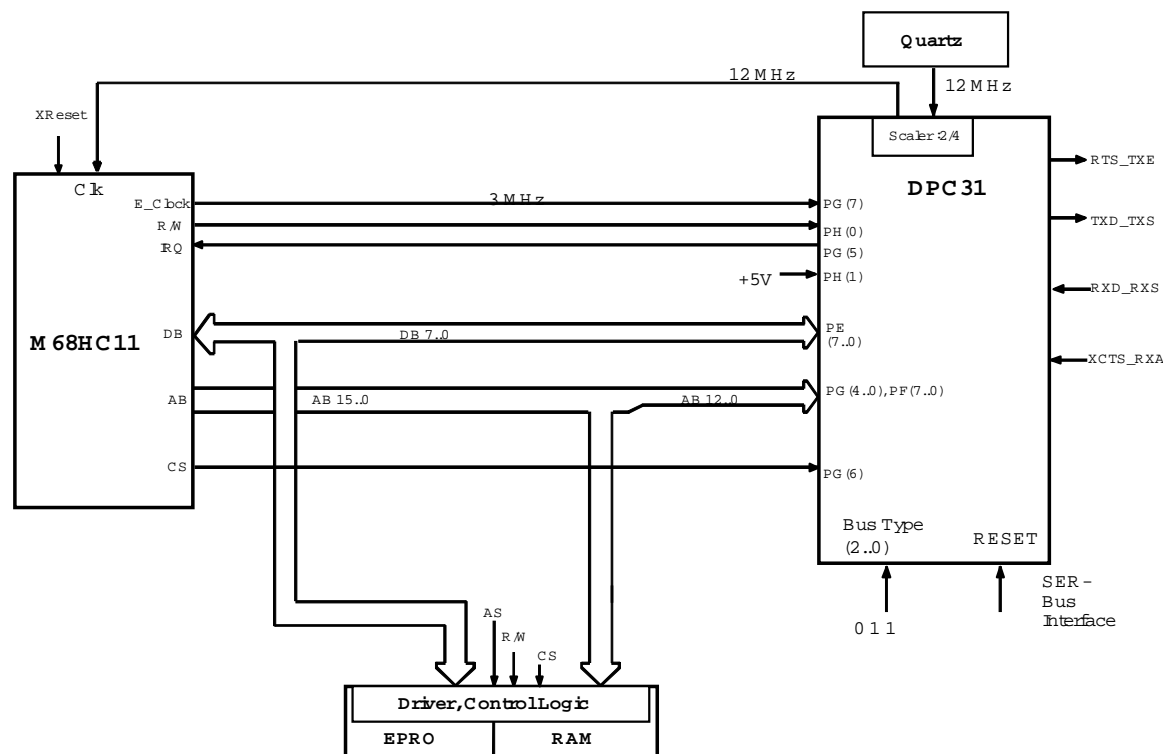 Quartz
12 MHz
12 MHz
XReset
Scaler:2/4
RTS_TXE
Clk
DPC31
E_Clock
3 MHz
PG(7)
TXD_TXS
R/W
PH(0)
IRQ
PG(5)
+5V
PH(1)
RXD_RXS
M68HC11
DB
DB 7..0
PE
(7..0)
XCTS_RXA
AB
AB 15..0
AB 12..0
PG(4..0),PF(7..0)
CS
PG(6)
Bus Type
(2..0)
RESET
SER-
Bus
Interface
AS
R/W
CS
0 1 1
Driver,Control Logic
EPRO
RAM